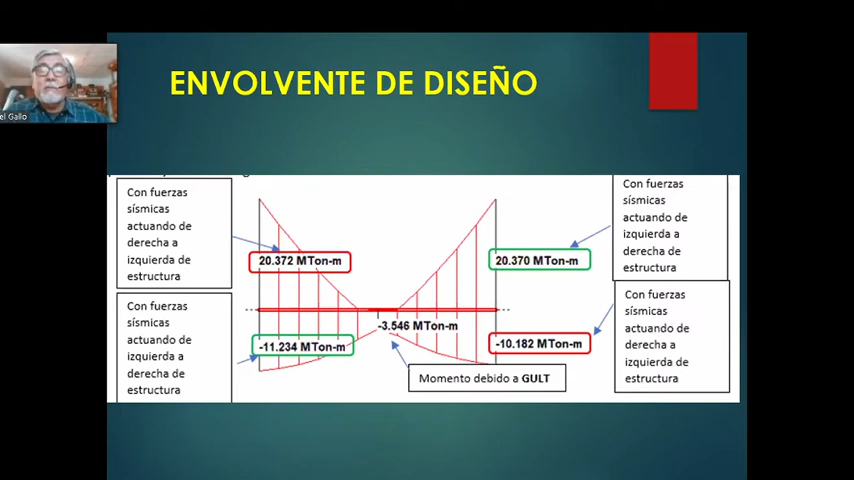 ENVOLVENTE DE DISEÑO
el Gallo
Con fuerzas
sísmicas
actuando de
derecha a
izquierda de
estructura
Con fuerzas
sísmicas
actuando de
izquierda a
derecha de
estructura
20.372 MTon-m
20.370 MTon-m
-3.546 MTon-m
Con fuerzas
sísmicas
actuando de
izquierda a
derecha de
estructura
-11.234 MTon-m
-10.182 MTon-m
Con fuerzas
sísmicas
actuando de
derecha a
izquierda de
estructura
Momento debido a GULT